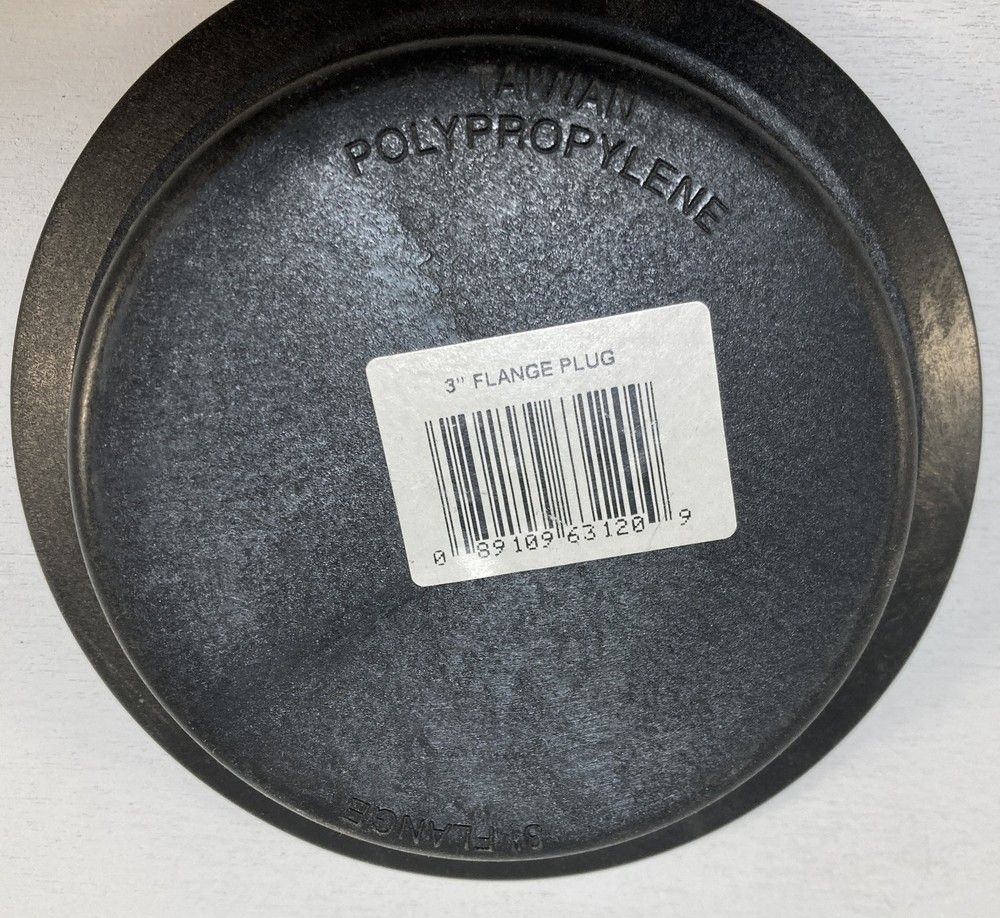 TAIWAN
POLYPROPYLENE
3" FLANGE PLUG
0 89109 63120 9
3" FLANGE